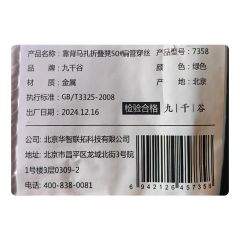 产品名称：靠背马扎折叠凳50#扁管穿丝 产品型号：7358
品牌：九千谷 颜色：绿色
材质：金属 产地：北京
执行标准：GB/T3325-2008
出厂日期：2024.12.16 检验合格 九｜千｜谷
公司：北京华智联拓科技有限公司
地址：北京市昌平区龙域北街3号院
1号楼3层0309-2
电话：400-838-0081
6942126457358